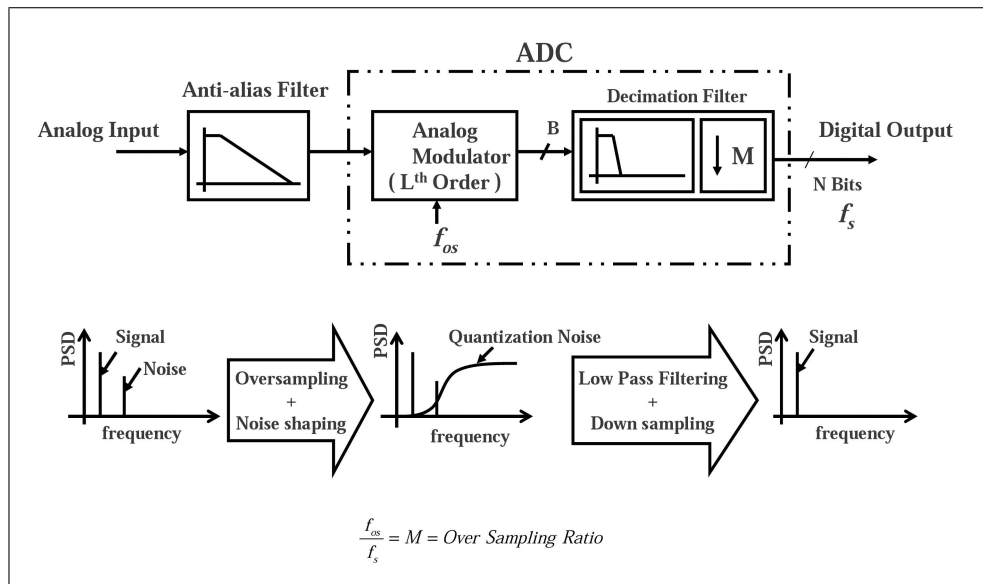 ADC
Anti-alias Filter
Decimation Filter
Analog Input
Analog
Modulator
( Lth Order )
B
M
Digital Output
N Bits
fs
fos
PSD
Signal
Noise
frequency
Oversampling
+
Noise shaping
PSD
Quantization Noise
frequency
Low Pass Filtering
+
Down sampling
PSD
Signal
frequency
fos
fs
= M = Over Sampling Ratio